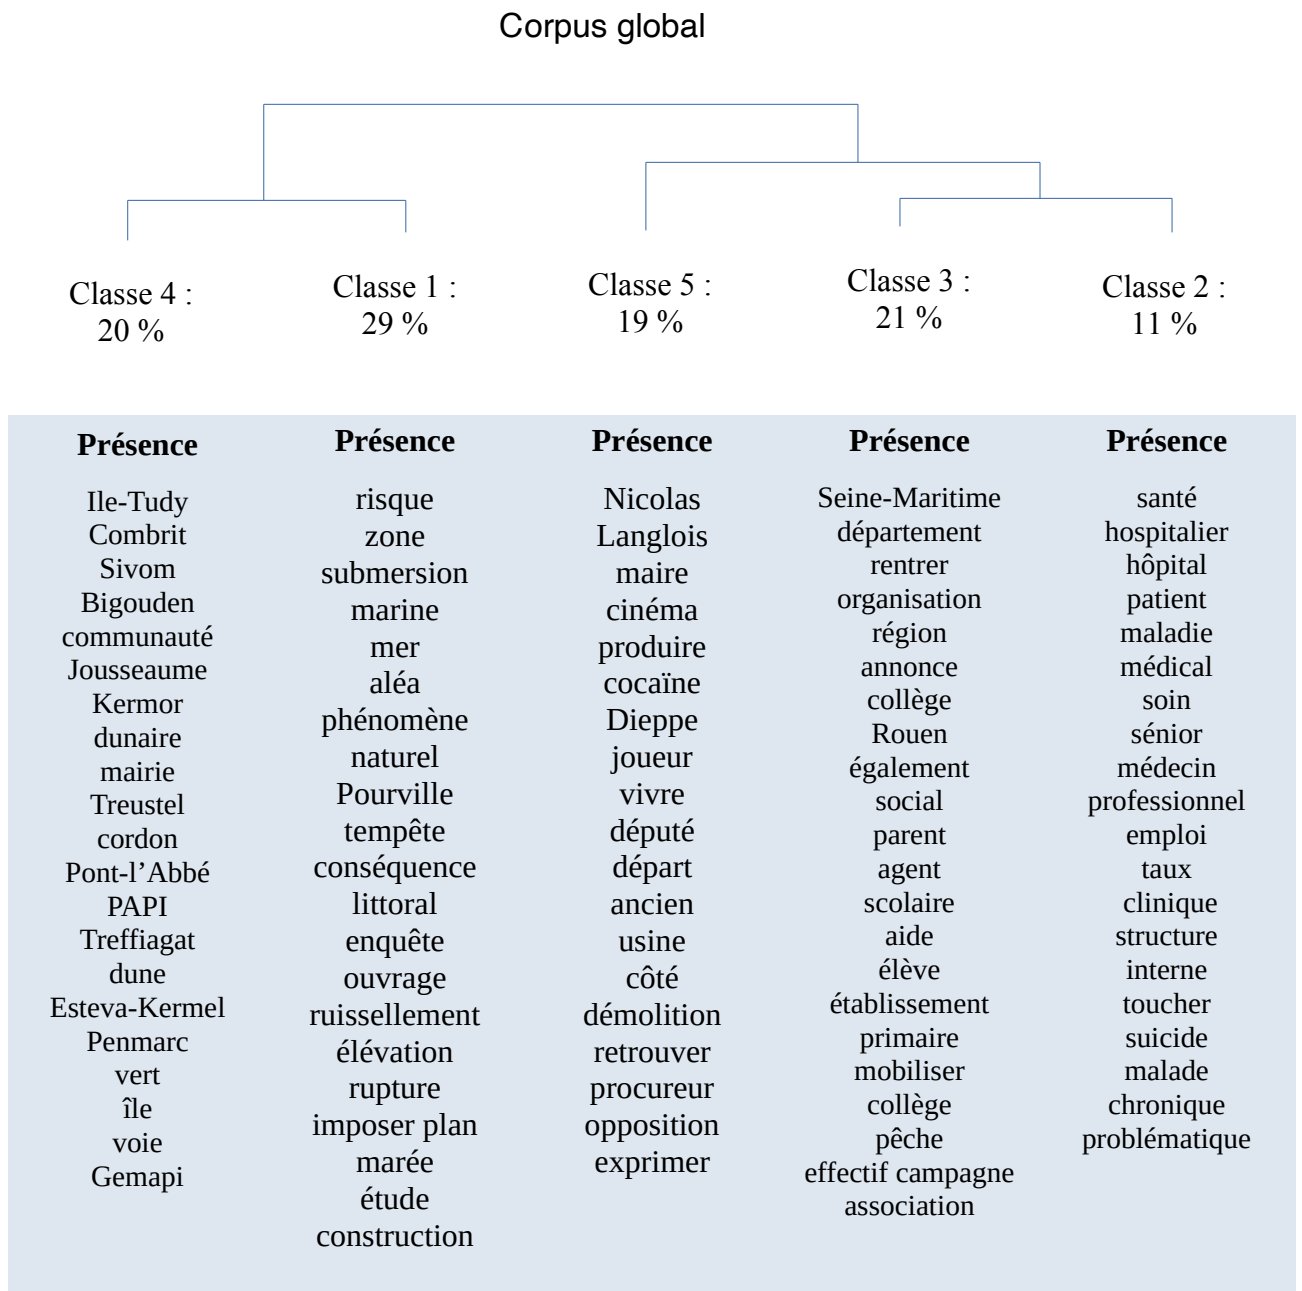 Corpus global
Classe 4 :
20 %
Classe 1 :
29 %
Classe 5 :
19 %
Classe 3 :
21 %
Classe 2 :
11 %
Présence
Ile-Tudy
Combrit
Sivom
Bigouden
communauté
Jousseaume
Kermor
dunaire
mairie
Treustel
cordon
Pont-l’Abbé
PAPI
Treffiagat
dune
Esteva-Kermel
Penmarc
vert
île
voie
Gemapi
Présence
risque
zone
submersion
marine
mer
aléa
phénomène
naturel
Pourville
tempête
conséquence
littoral
enquête
ouvrage
ruissellement
élévation
rupture
imposer plan
marée
étude
construction
Présence
Nicolas
Langlois
maire
cinéma
produire
cocaïne
Dieppe
joueur
vivre
député
départ
ancien
usine
côté
démolition
retrouver
procureur
opposition
exprimer
Présence
Seine-Maritime
département
rentrer
organisation
région
annonce
collège
Rouen
également
social
parent
agent
scolaire
aide
élève
établissement
primaire
mobiliser
collège
pêche
effectif campagne
association
Présence
santé
hospitalier
hôpital
patient
maladie
médical
soin
sénior
médecin
professionnel
emploi
taux
clinique
structure
interne
toucher
suicide
malade
chronique
problématique